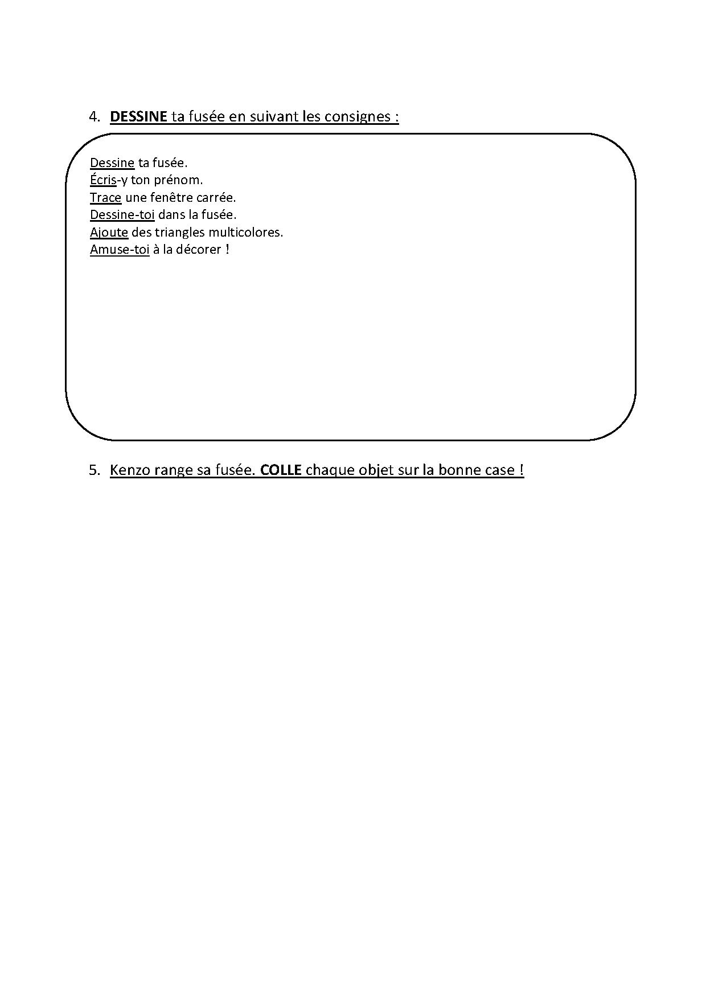 4. DESSINE ta fusée en suivant les consignes :
Dessine ta fusée.
Écris-y ton prénom.
Trace une fenêtre carrée.
Dessine-toi dans la fusée.
Ajoute des triangles multicolores.
Amuse-toi à la décorer !
5. Kenzo range sa fusée. COLLE chaque objet sur la bonne case !